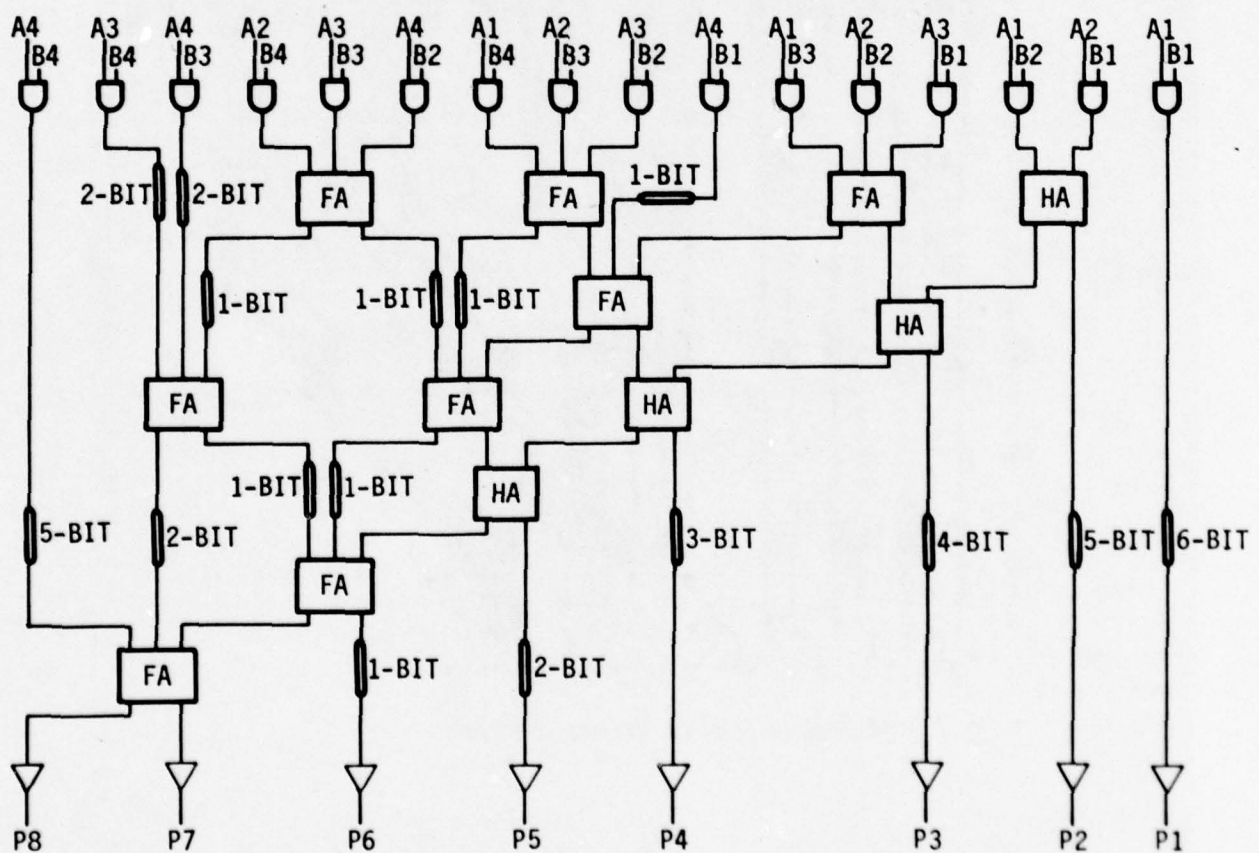 A4 A3 A4 A2 A3 A4 A1 A2 A3 A4 A1 A2 A3 A1 A2 A1
B4 B4 B3 B4 B3 B2 B4 B3 B2 B1 B3 B2 B1 B2 B1 B1
2-BIT 2-BIT FA FA 1-BIT FA HA
1-BIT 1-BIT 1-BIT FA HA
FA FA HA
1-BIT 1-BIT HA
5-BIT 2-BIT 3-BIT 4-BIT 5-BIT 6-BIT
FA
FA 1-BIT 2-BIT
P8 P7 P6 P5 P4 P3 P2 P1